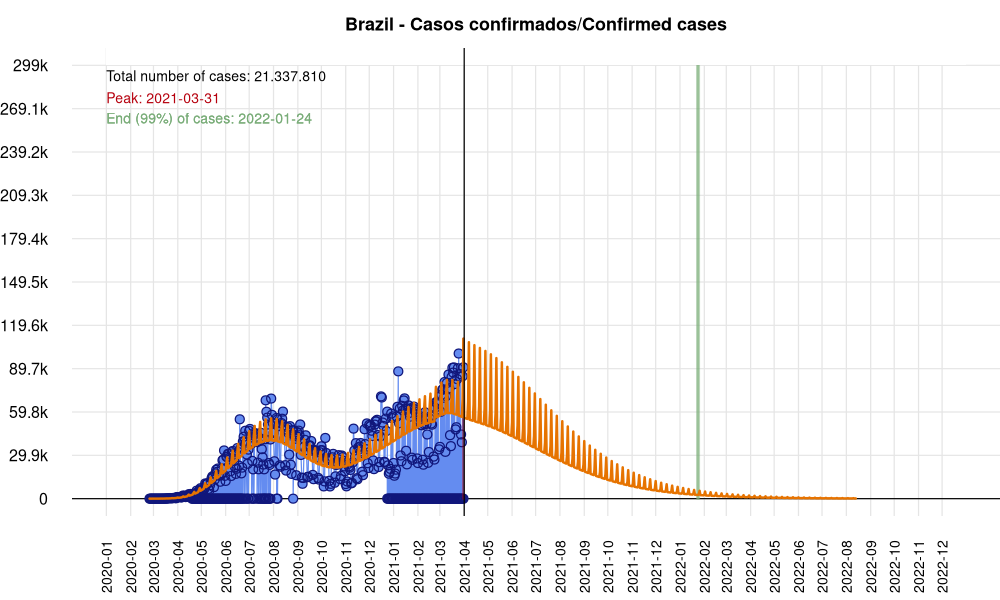 Brazil - Casos confirmados/Confirmed cases
299k
269.1k
239.2k
209.3k
179.4k
149.5k
119.6k
89.7k
59.8k
29.9k
0
Total number of cases: 21.337.810
Peak: 2021-03-31
End (99%) of cases: 2022-01-24
2020-01
2020-02
2020-03
2020-04
2020-05
2020-06
2020-07
2020-08
2020-09
2020-10
2020-11
2020-12
2021-01
2021-02
2021-03
2021-04
2021-05
2021-06
2021-07
2021-08
2021-09
2021-10
2021-11
2021-12
2022-01
2022-02
2022-03
2022-04
2022-05
2022-06
2022-07
2022-08
2022-09
2022-10
2022-11
2022-12